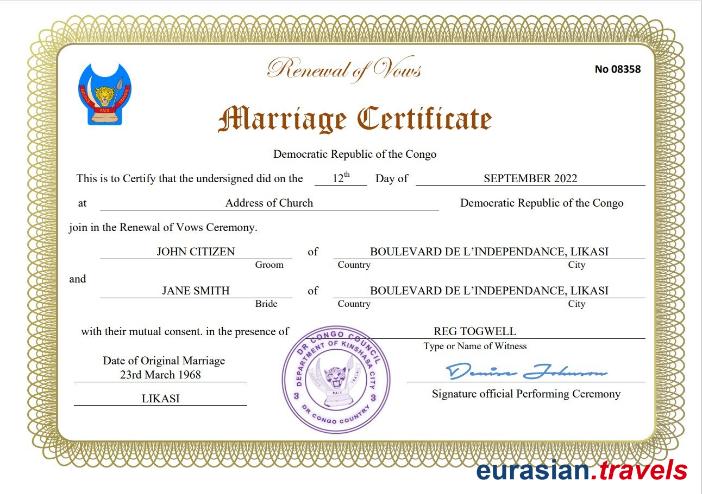 Renewal of Vows
No 08358
Marriage Certificate
Democratic Republic of the Congo
This is to Certify that the undersigned did on the 12th Day of SEPTEMBER 2022
at Address of Church Democratic Republic of the Congo
join in the Renewal of Vows Ceremony.
JOHN CITIZEN of BOULEVARD DE L'INDEPENDANCE, LIKASI
Groom Country City
and
JANE SMITH of BOULEVARD DE L'INDEPENDANCE, LIKASI
Bride Country City
with their mutual consent. in the presence of REG TOGWELL
Type or Name of Witness
Date of Original Marriage
23rd March 1968
Denise Johnson
LIKASI
Signature official Performing Ceremony
DR CONGO COUNCIL
DEPARTMENT OF KINSHASA CITY
3 3
DR CONGO COUNTRY
eurasian.travels